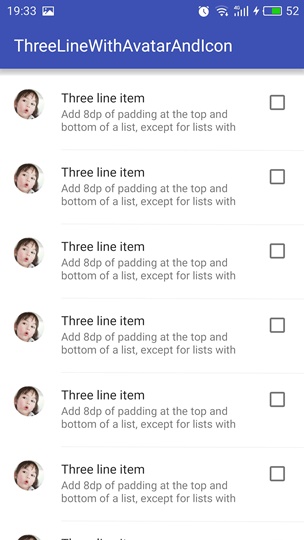 19:33 4G 52
ThreeLineWithAvatarAndIcon
Three line item
Add 8dp of padding at the top and
bottom of a list, except for lists with
Three line item
Add 8dp of padding at the top and
bottom of a list, except for lists with
Three line item
Add 8dp of padding at the top and
bottom of a list, except for lists with
Three line item
Add 8dp of padding at the top and
bottom of a list, except for lists with
Three line item
Add 8dp of padding at the top and
bottom of a list, except for lists with
Three line item
Add 8dp of padding at the top and
bottom of a list, except for lists with
Three line item